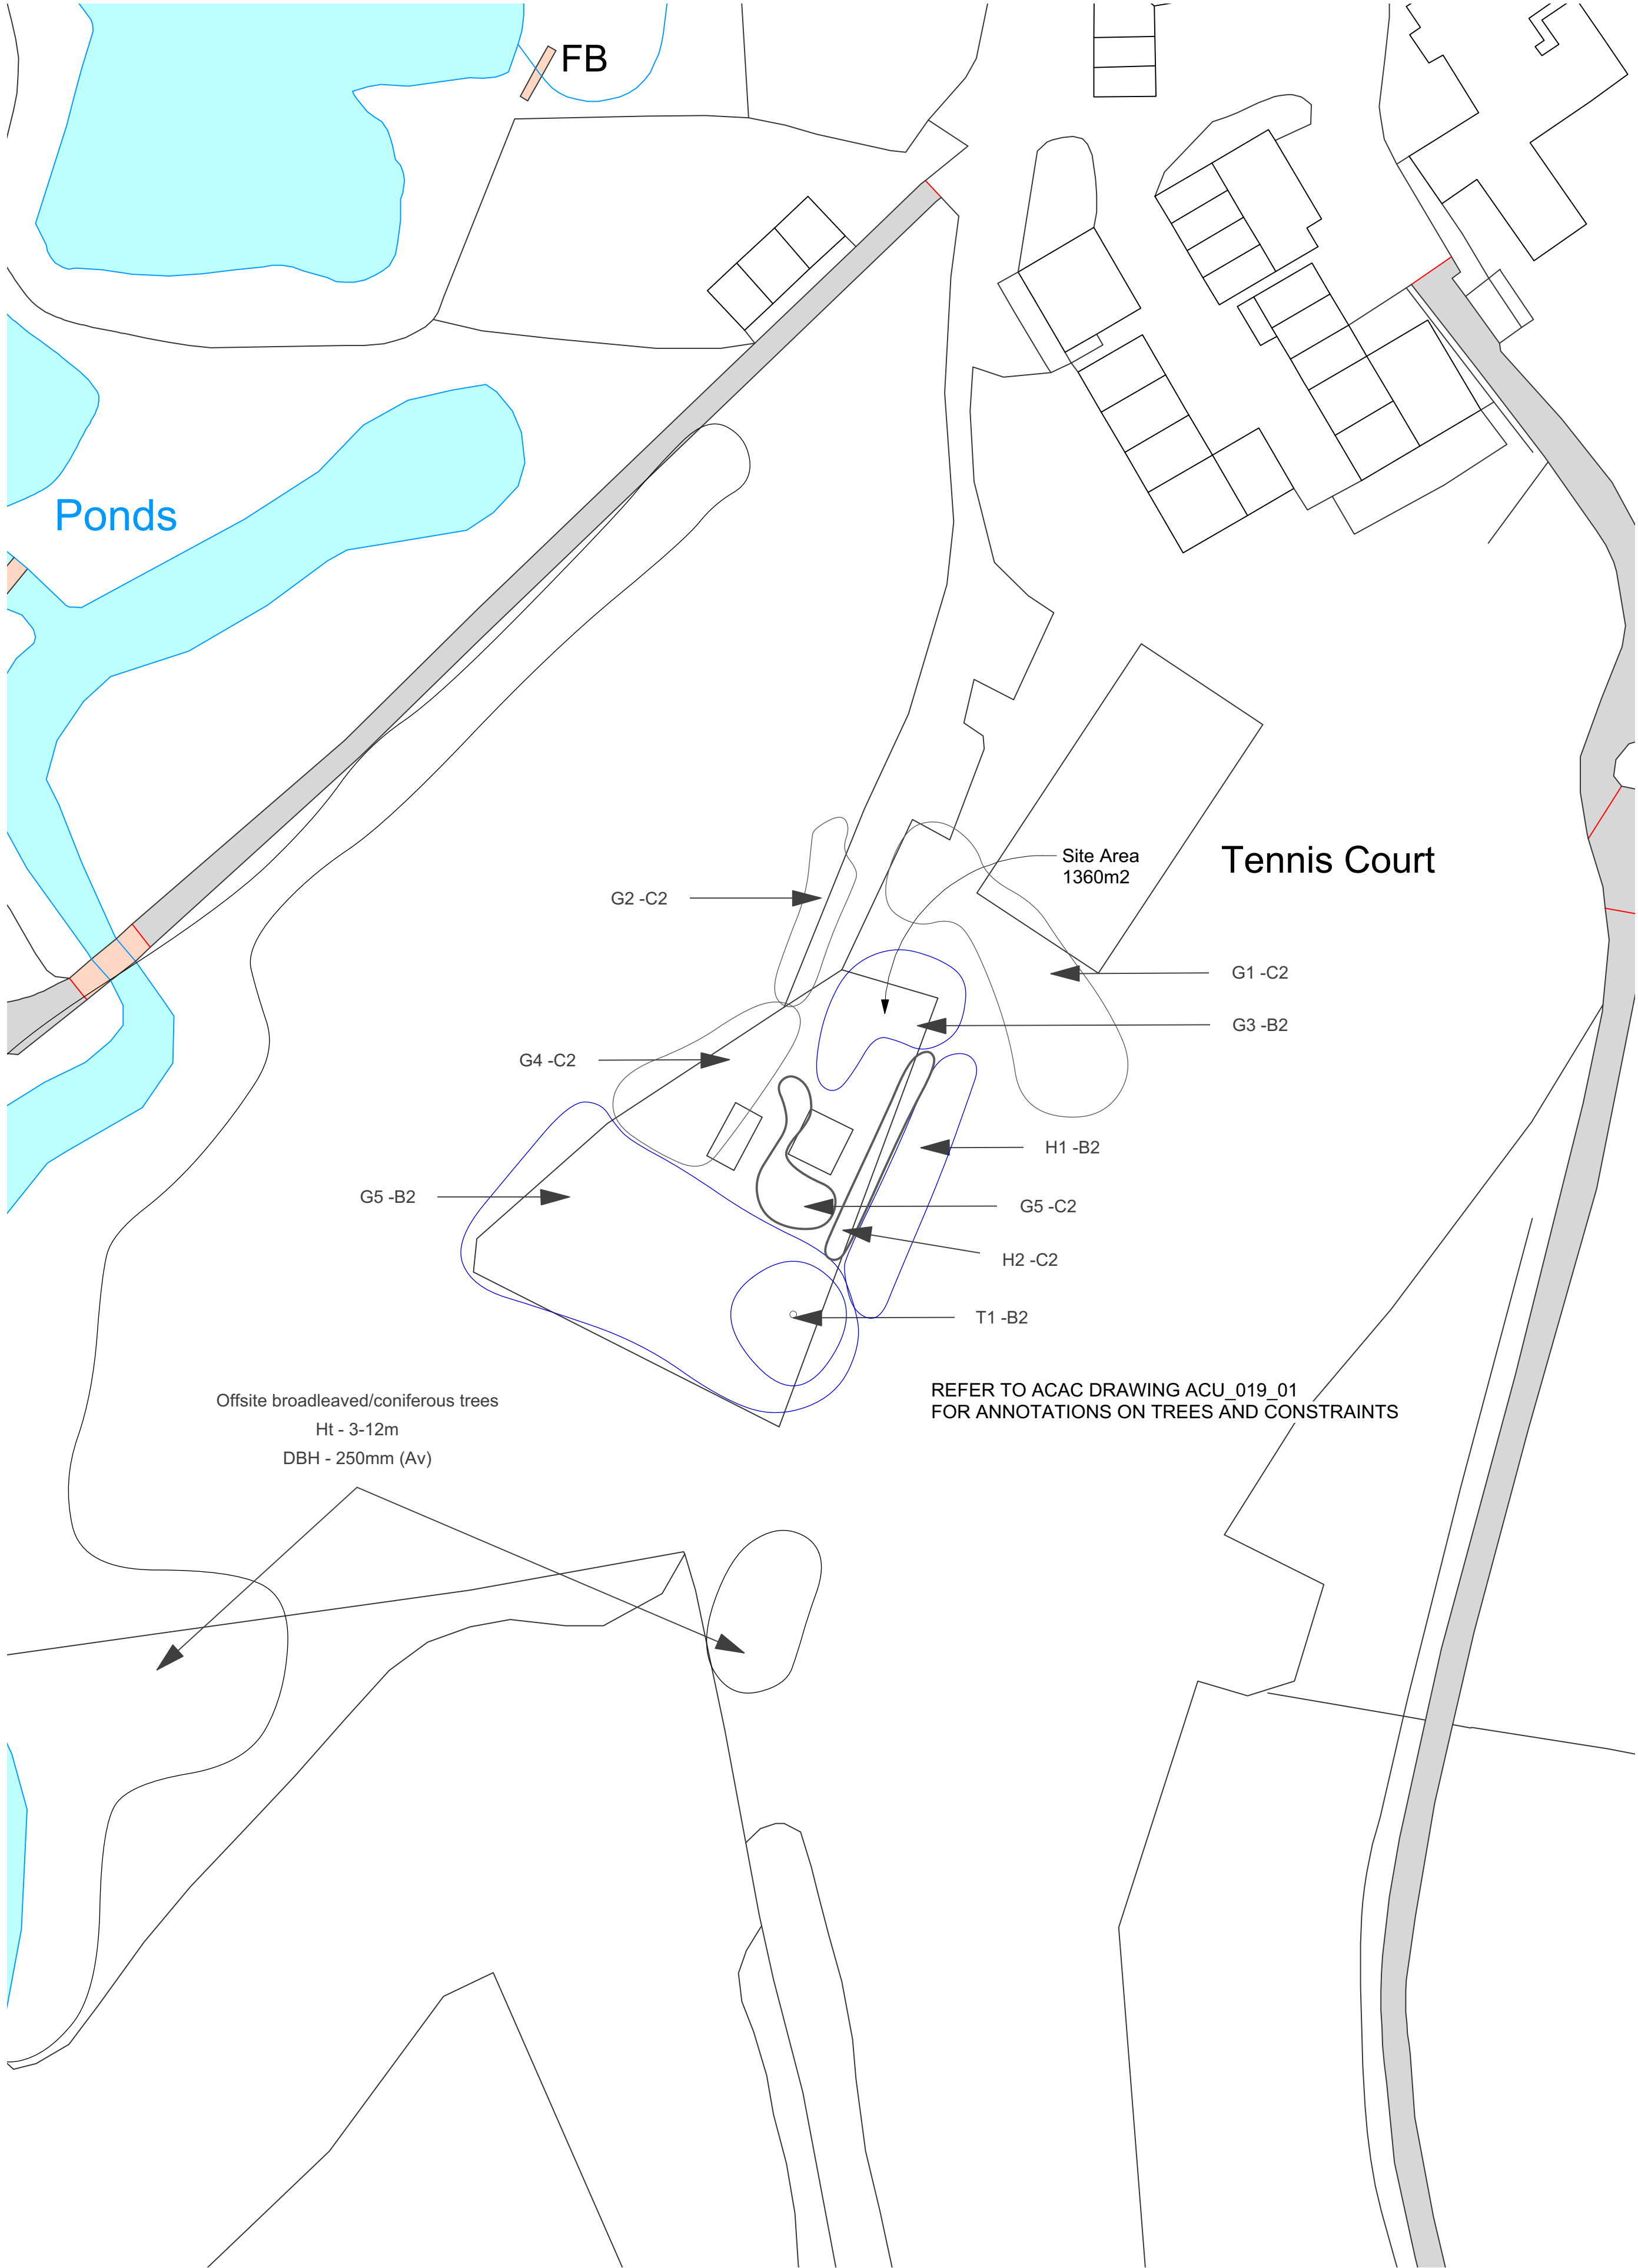 FB
Ponds
Site Area
1360m2
Tennis Court
G2 -C2
G1 -C2
G3 -B2
G4 -C2
H1 -B2
G5 -B2
G5 -C2
H2 -C2
T1 -B2
REFER TO ACAC DRAWING ACU_019_01
FOR ANNOTATIONS ON TREES AND CONSTRAINTS
Offsite broadleaved/coniferous trees
Ht - 3-12m
DBH - 250mm (Av)